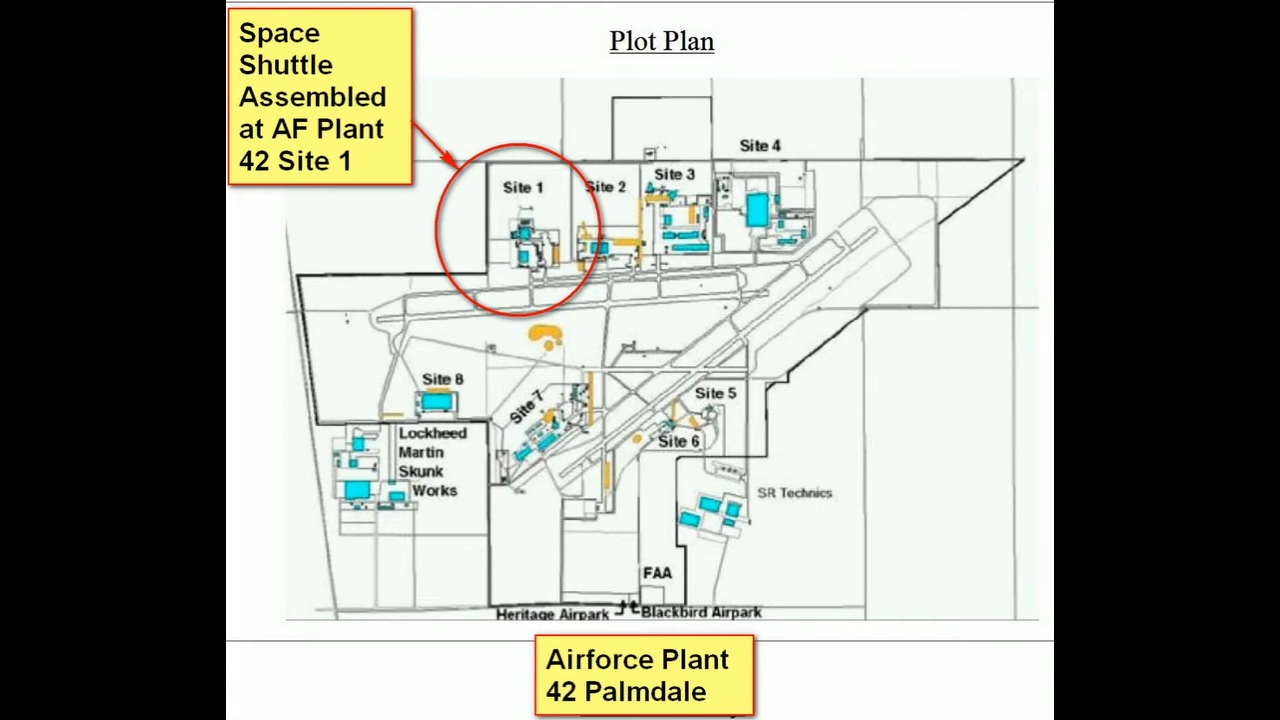 Space
Shuttle
Assembled
at AF Plant
42 Site 1
Plot Plan
Site 4
Site 3
Site 1
Site 2
Site 8
Site 5
Site 7
Lockheed
Martin
Skunk
Works
Site 6
SR Technics
FAA
Heritage Airpark
Blackbird Airpark
Airforce Plant
42 Palmdale